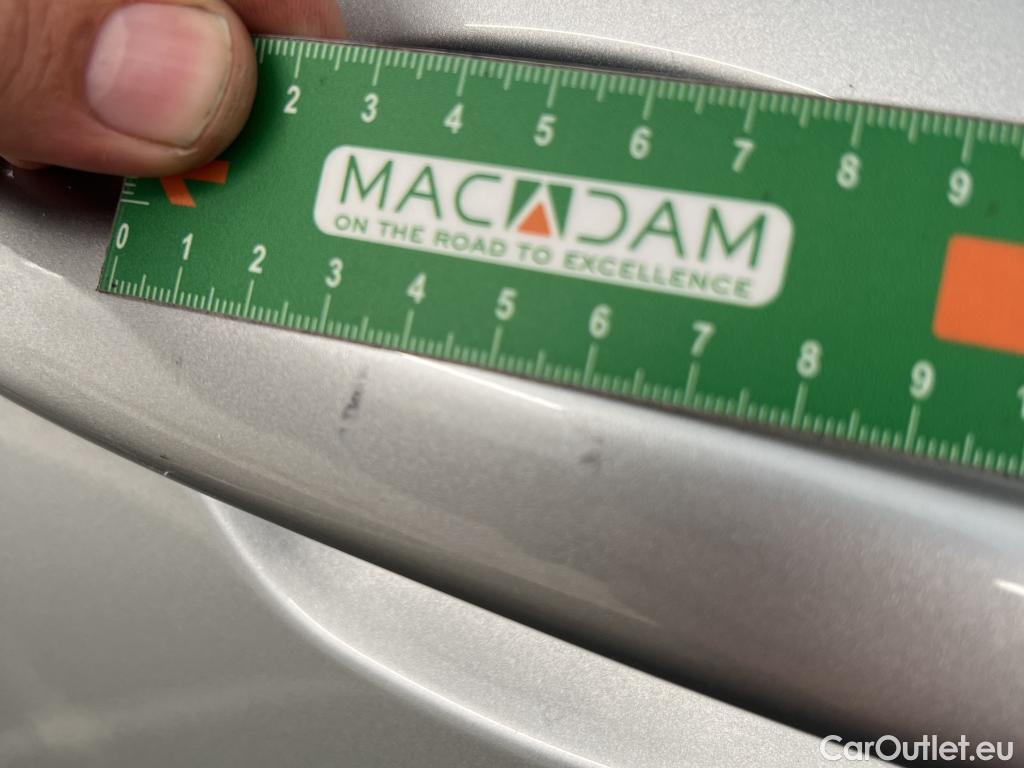 2 3 4 5 6 7 8 9
MACADAM
ON THE ROAD TO EXCELLENCE
0 1 2 3 4 5 6 7 8 9 1
CarOutlet.eu